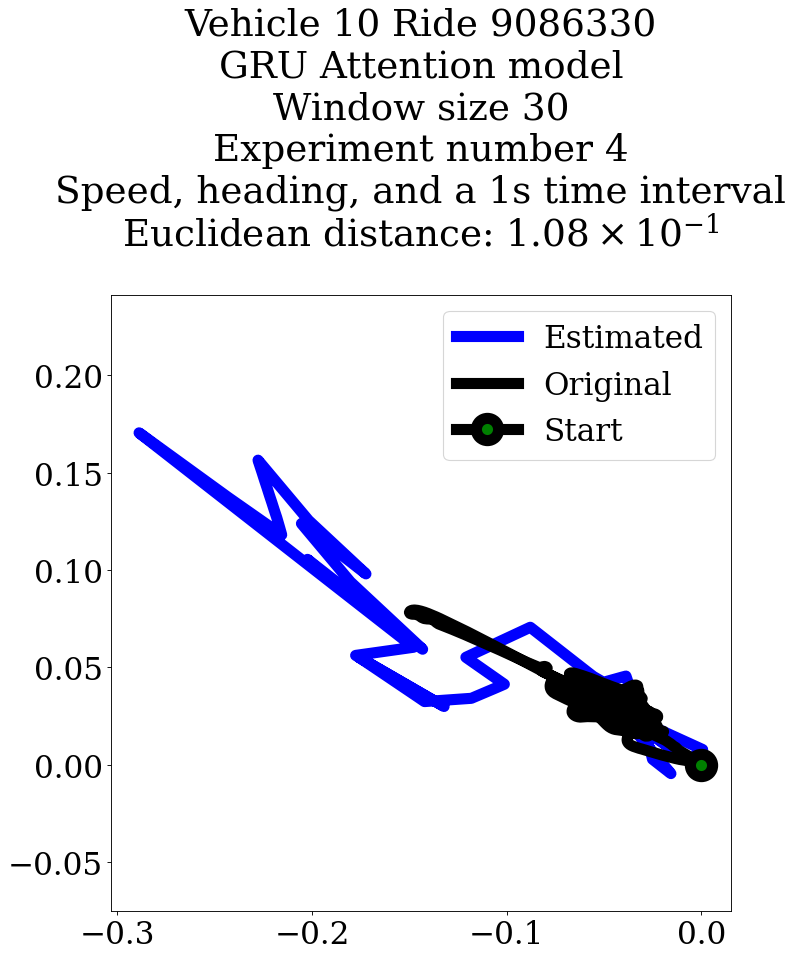 Vehicle 10 Ride 9086330
GRU Attention model
Window size 30
Experiment number 4
Speed, heading, and a 1s time interval
Euclidean distance: 1.08 × 10⁻¹
Estimated
Original
Start
0.20
0.15
0.10
0.05
0.00
−0.05
−0.3
−0.2
−0.1
0.0